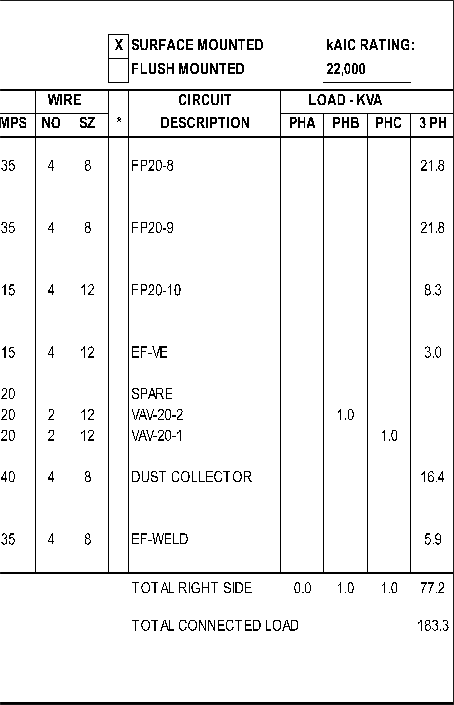 X SURFACE MOUNTED kAIC RATING:
FLUSH MOUNTED 22,000
WIRE CIRCUIT LOAD - KVA
MPS NO SZ * DESCRIPTION PHA PHB PHC 3 PH
35 4 8 FP20-8 21.8
35 4 8 FP20-9 21.8
15 4 12 FP20-10 8.3
15 4 12 EF-VE 3.0
20 SPARE
20 2 12 VAV-20-2 1.0
20 2 12 VAV-20-1 1.0
40 4 8 DUST COLLECTOR 16.4
35 4 8 EF-WELD 5.9
TOTAL RIGHT SIDE 0.0 1.0 1.0 77.2
TOTAL CONNECTED LOAD 183.3